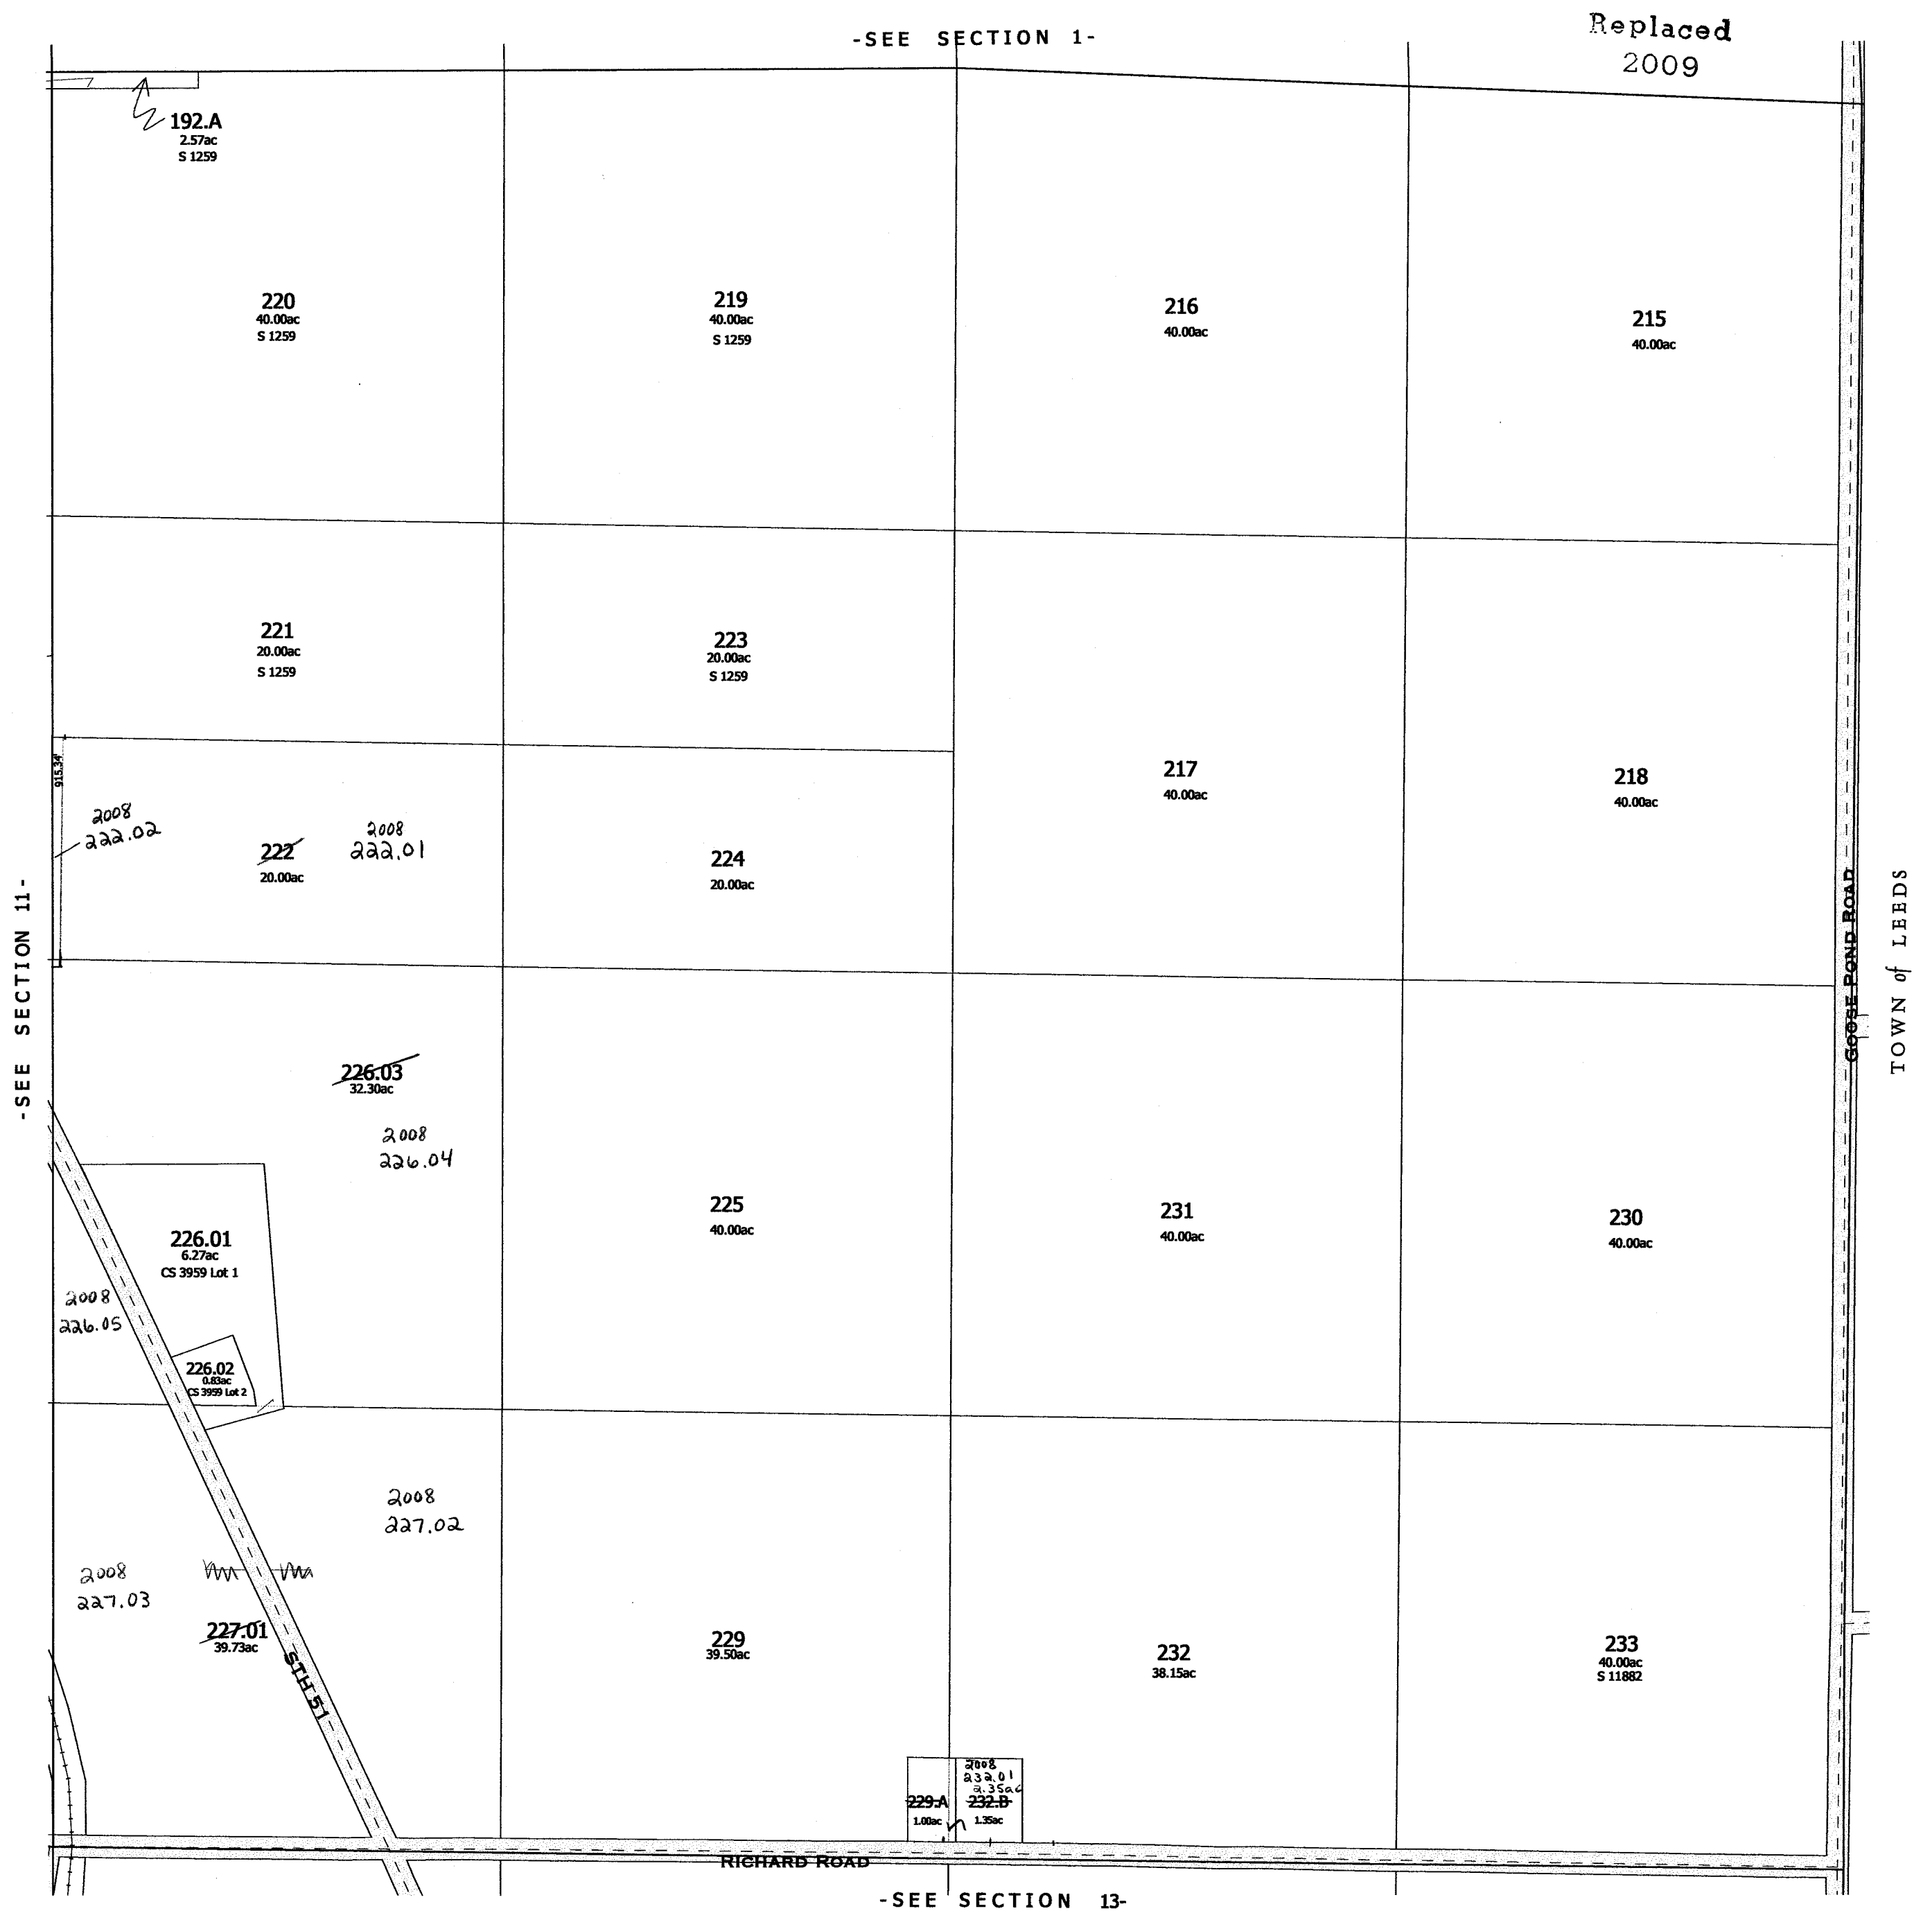 -SEE SECTION 1-
Replaced
2009
192.A
2.57ac
S 1259
220
40.00ac
S 1259
219
40.00ac
S 1259
216
40.00ac
215
40.00ac
221
20.00ac
S 1259
223
20.00ac
S 1259
217
40.00ac
218
40.00ac
915.34'
2008
222.02
222
20.00ac
2008
222.01
224
20.00ac
-SEE SECTION 11-
GOOSE POND ROAD
TOWN of LEEDS
226.03
32.30ac
2008
226.04
225
40.00ac
231
40.00ac
230
40.00ac
226.01
6.27ac
CS 3959 Lot 1
2008
226.05
226.02
0.83ac
CS 3959 Lot 2
2008
227.02
2008
227.03
227.01
39.73ac
STH 51
229
39.50ac
232
38.15ac
233
40.00ac
S 11882
2008
232.01
2.35ac
229.A
1.00ac
232.B
1.35ac
RICHARD ROAD
-SEE SECTION 13-